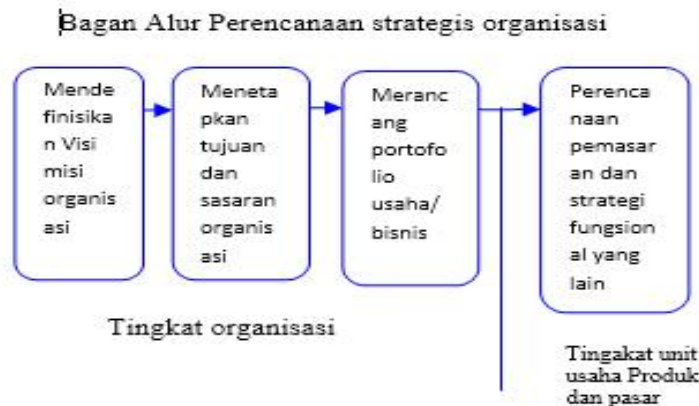 Bagan Alur Perencanaan strategis organisasi
Mende
finisika
n Visi
misi
organis
asi
Meneta
pkan
tujuan
dan
sasaran
organis
asi
Meranc
ang
portofo
lio
usaha/
bisnis
Perenca
naan
pemasar
an dan
strategi
fungsion
al yang
lain
Tingkat organisasi
Tingakat unit
usaha Produk
dan pasar